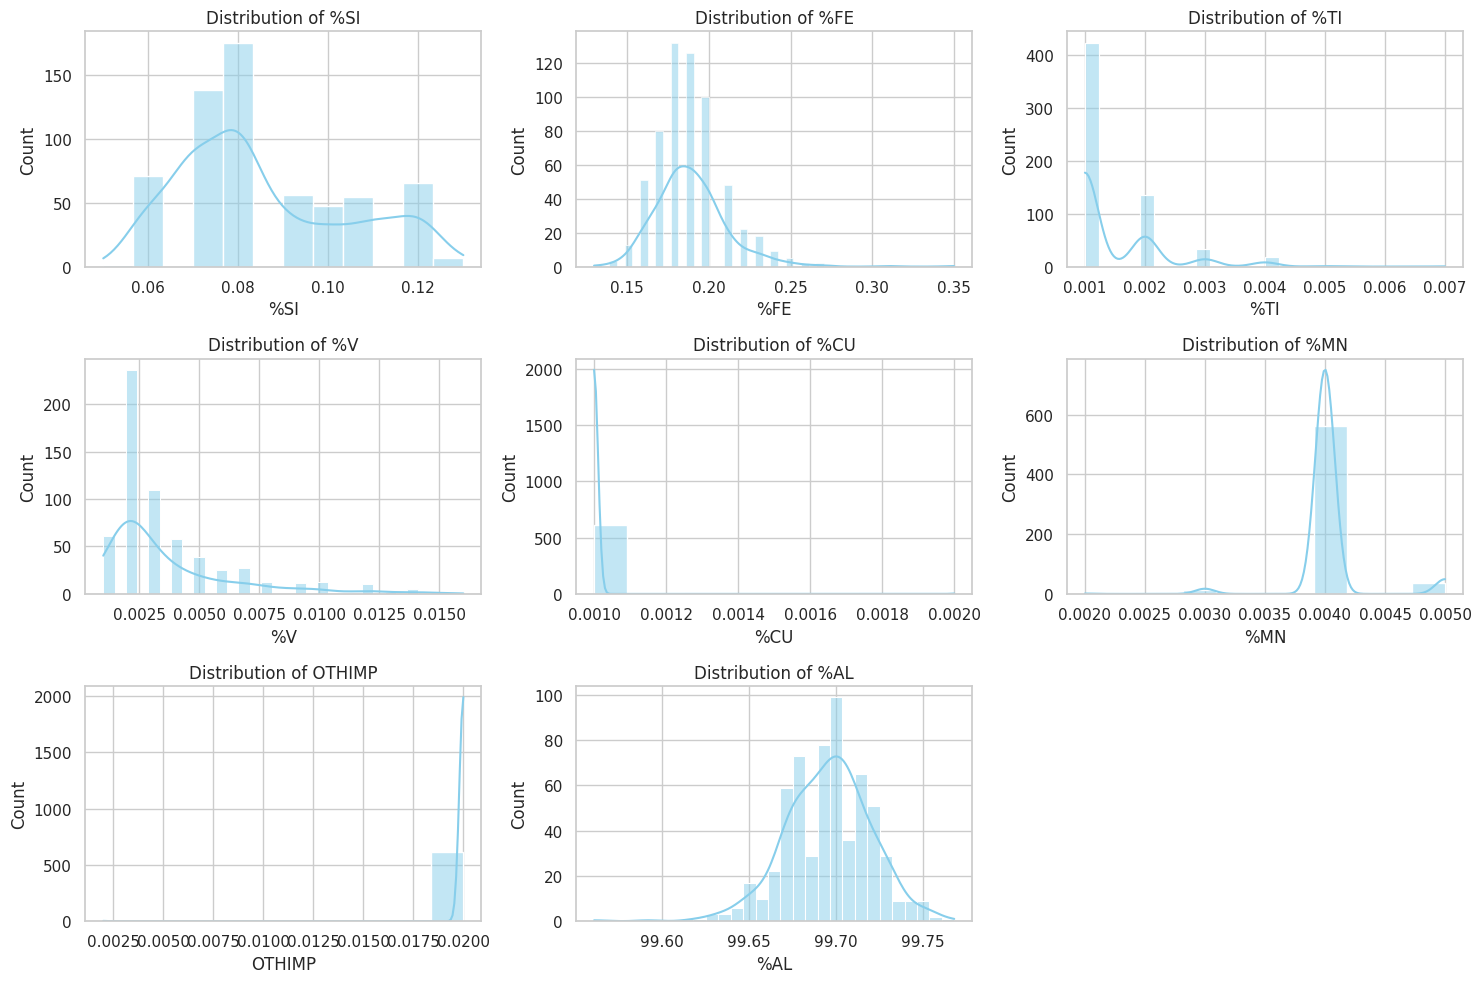 Distribution of %SI
150
100
50
0
Count
0.06 0.08 0.10 0.12
%SI
Distribution of %FE
120
100
80
60
40
20
0
Count
0.15 0.20 0.25 0.30 0.35
%FE
Distribution of %TI
400
300
200
100
0
Count
0.001 0.002 0.003 0.004 0.005 0.006 0.007
%TI
Distribution of %V
200
150
100
50
0
Count
0.0025 0.0050 0.0075 0.0100 0.0125 0.0150
%V
Distribution of %CU
2000
1500
1000
500
0
Count
0.0010 0.0012 0.0014 0.0016 0.0018 0.0020
%CU
Distribution of %MN
600
400
200
0
Count
0.0020 0.0025 0.0030 0.0035 0.0040 0.0045 0.0050
%MN
Distribution of OTHIMP
2000
1500
1000
500
0
Count
0.0025 0.0050 0.0075 0.0100 0.0125 0.0150 0.0175 0.0200
OTHIMP
Distribution of %AL
100
80
60
40
20
0
Count
99.60 99.65 99.70 99.75
%AL